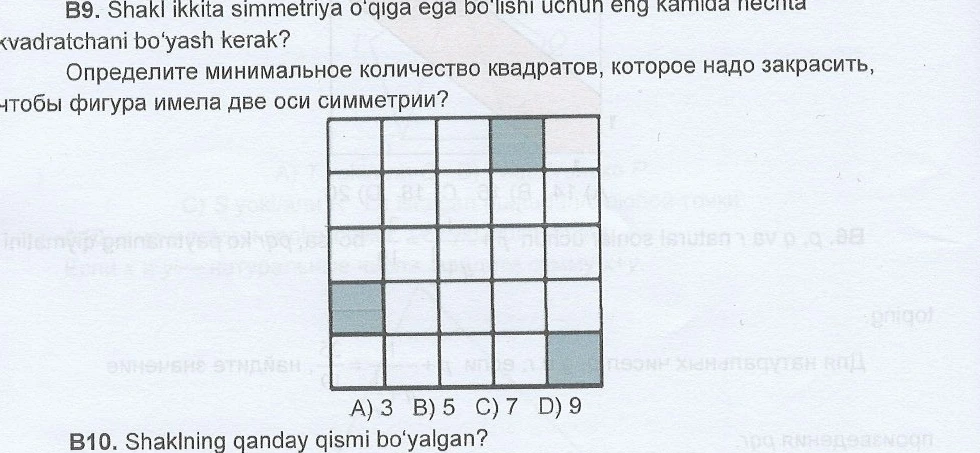 B9. Shakl ikkita simmetriya o‘qiga ega bo‘lishi uchun eng kamida nechta
kvadratchani bo‘yash kerak?
Определите минимальное количество квадратов, которое надо закрасить,
чтобы фигура имела две оси симметрии?
A) 3 B) 5 C) 7 D) 9
B10. Shaklning qanday qismi bo‘yalgan?